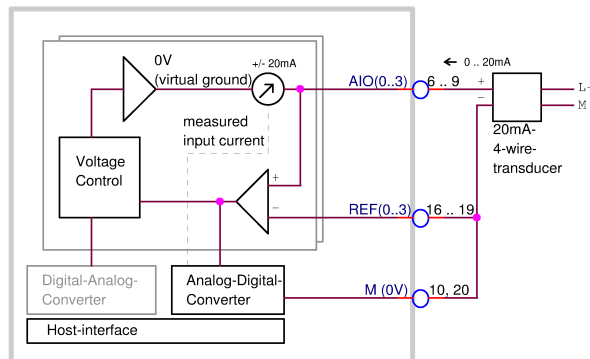 0V
(virtual ground)
+/- 20mA
0 .. 20mA
AIO(0..3)
6 .. 9
+
L-
−
M
measured
input current
20mA-
4-wire-
transducer
Voltage
Control
+
−
REF(0..3)
16 .. 19
Digital-Analog-
Converter
Analog-Digital-
Converter
M (0V)
10, 20
Host-interface